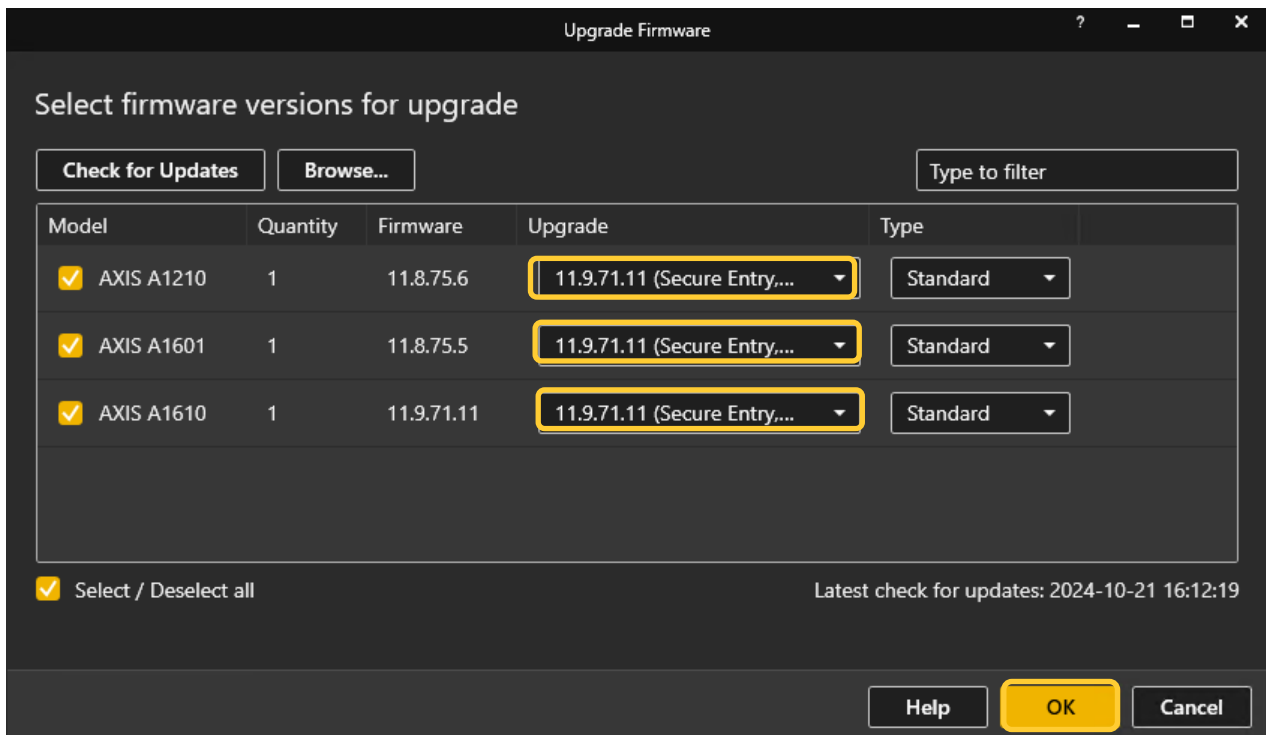 Upgrade Firmware ?
Select firmware versions for upgrade
Check for Updates Browse... Type to filter
Model Quantity Firmware Upgrade Type
AXIS A1210 1 11.8.75.6 11.9.71.11 (Secure Entry,... Standard
AXIS A1601 1 11.8.75.5 11.9.71.11 (Secure Entry,... Standard
AXIS A1610 1 11.9.71.11 11.9.71.11 (Secure Entry,... Standard
Select / Deselect all Latest check for updates: 2024-10-21 16:12:19
Help OK Cancel